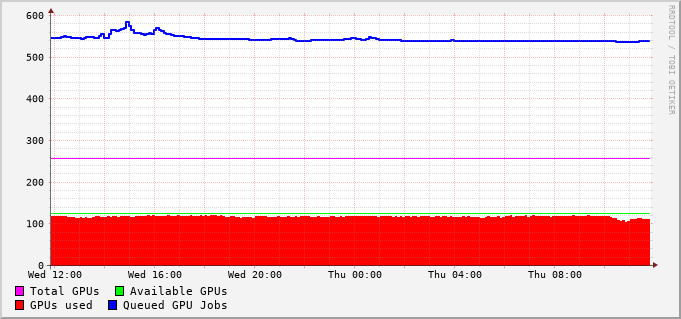 600
500
400
300
200
100
0
Wed 12:00 Wed 16:00 Wed 20:00 Thu 00:00 Thu 04:00 Thu 08:00
Total GPUs Available GPUs
GPUs used Queued GPU Jobs
RRDTOOL / TOBI OETIKER